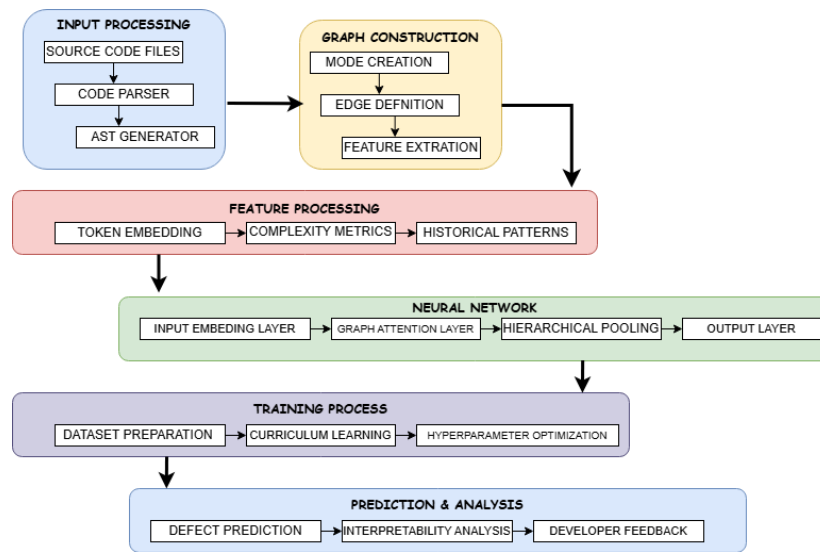 INPUT PROCESSING
SOURCE CODE FILES
CODE PARSER
AST GENERATOR
GRAPH CONSTRUCTION
MODE CREATION
EDGE DEFNITION
FEATURE EXTRATION
FEATURE PROCESSING
TOKEN EMBEDDING
COMPLEXITY METRICS
HISTORICAL PATTERNS
NEURAL NETWORK
INPUT EMBEDING LAYER
GRAPH ATTENTION LAYER
HIERARCHICAL POOLING
OUTPUT LAYER
TRAINING PROCESS
DATASET PREPARATION
CURRICULUM LEARNING
HYPERPARAMETER OPTIMIZATION
PREDICTION & ANALYSIS
DEFECT PREDICTION
INTERPRETABILITY ANALYSIS
DEVELOPER FEEDBACK